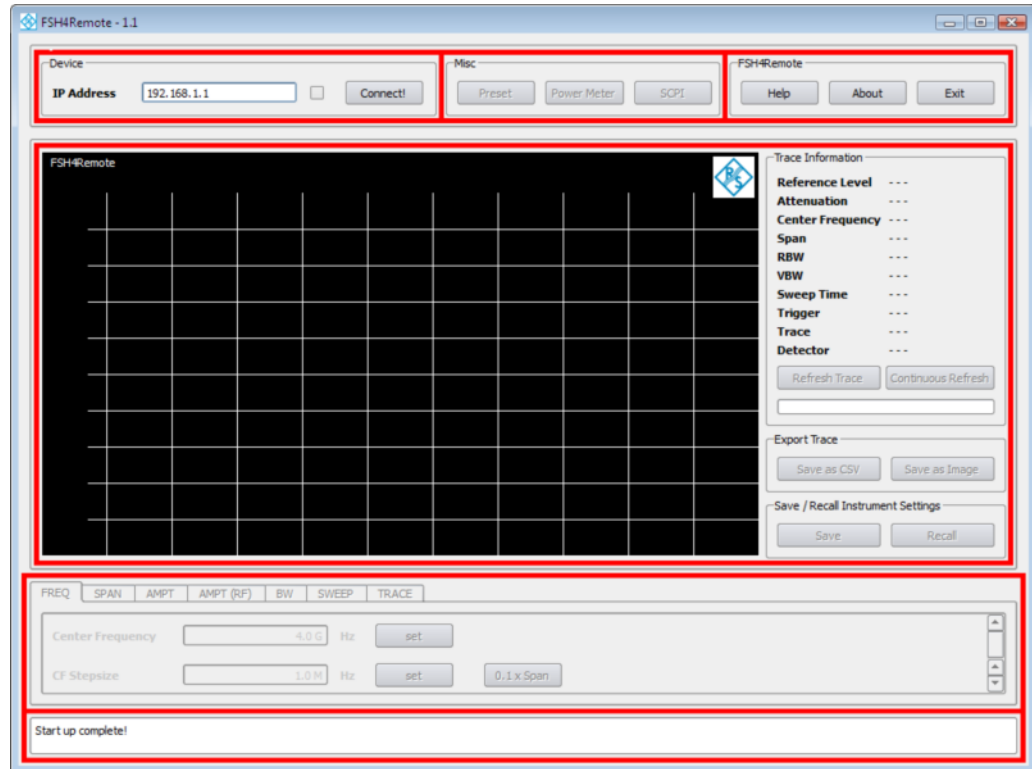 FSH4Remote - 1.1
Device
Misc
FSH4Remote
IP Address 192.168.1.1 Connect!
Preset Power Meter SCPI
Help About Exit
FSH4Remote
R&S
Trace Information
Reference Level ---
Attenuation ---
Center Frequency ---
Span ---
RBW ---
VBW ---
Sweep Time ---
Trigger ---
Trace ---
Detector ---
Refresh Trace Continuous Refresh
Export Trace
Save as CSV Save as Image
Save / Recall Instrument Settings
Save Recall
FREQ SPAN AMPT AMPT (RF) BW SWEEP TRACE
Center Frequency 4.0 G Hz set
CF Stepsize 1.0 M Hz set 0.1 x Span
Start up complete!